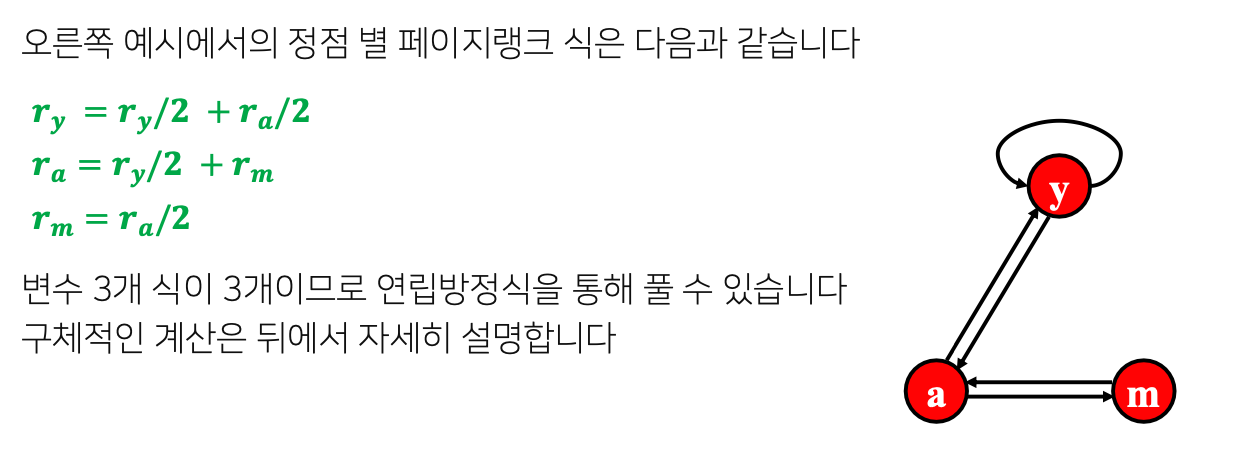 오른쪽 예시에서의 정점 별 페이지랭크 식은 다음과 같습니다
r_y = r_y/2 + r_a/2
r_a = r_y/2 + r_m
r_m = r_a/2
변수 3개 식이 3개이므로 연립방정식을 통해 풀 수 있습니다
구체적인 계산은 뒤에서 자세히 설명합니다
y
a
m